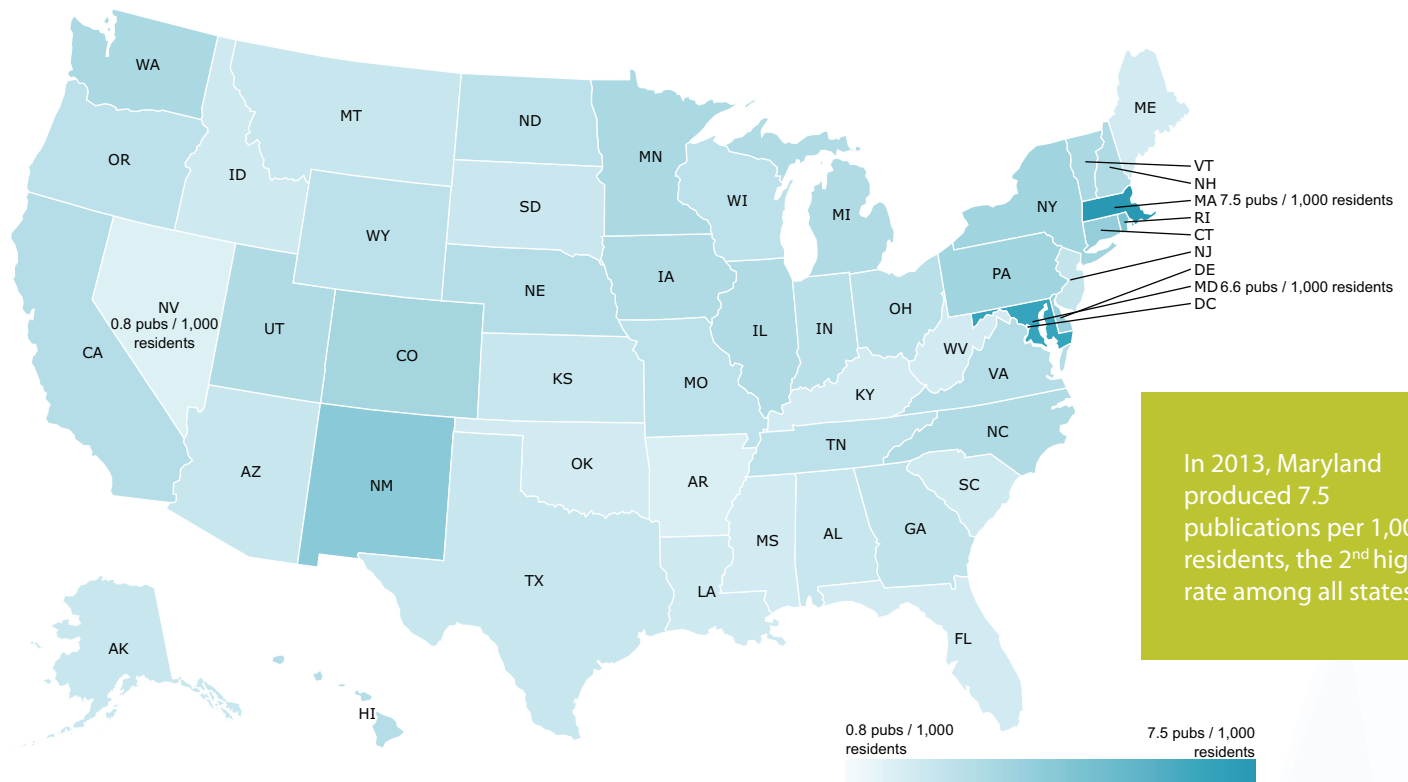 WA
MT
ME
ND
OR
MN
ID
VT
WI
NH
SD
NY
MI
MA 7.5 pubs / 1,000 residents
RI
WY
CT
NJ
IA
PA
DE
NE
MD 6.6 pubs / 1,000 residents
NV
0.8 pubs / 1,000
residents
OH
DC
UT
IL
IN
CA
CO
WV
VA
KS
MO
KY
NC
TN
AZ
OK
NM
AR
SC
MS
AL
GA
TX
LA
FL
AK
HI
In 2013, Maryland
produced 7.5
publications per
residents, the 2nd
rate among all states
0.8 pubs / 1,000
residents
7.5 pubs / 1,000
residents